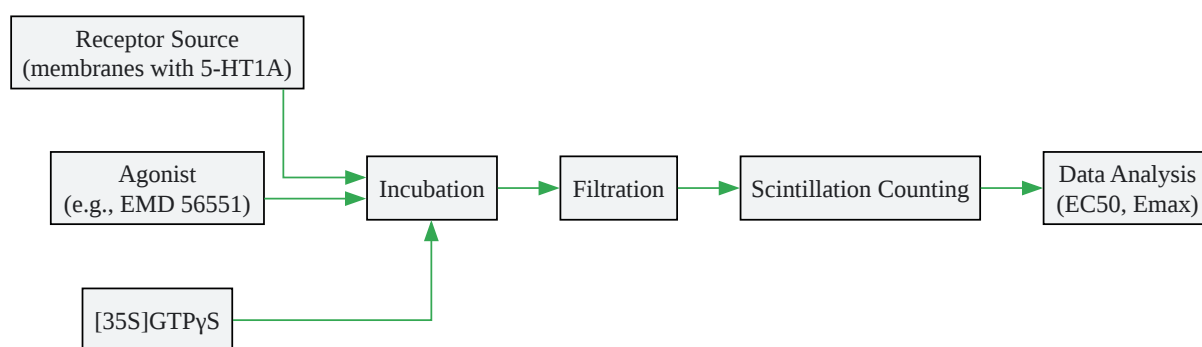 Receptor Source
(membranes with 5-HT1A)
Agonist
(e.g., EMD 56551)
[35S]GTPγS
Incubation
Filtration
Scintillation Counting
Data Analysis
(EC50, Emax)